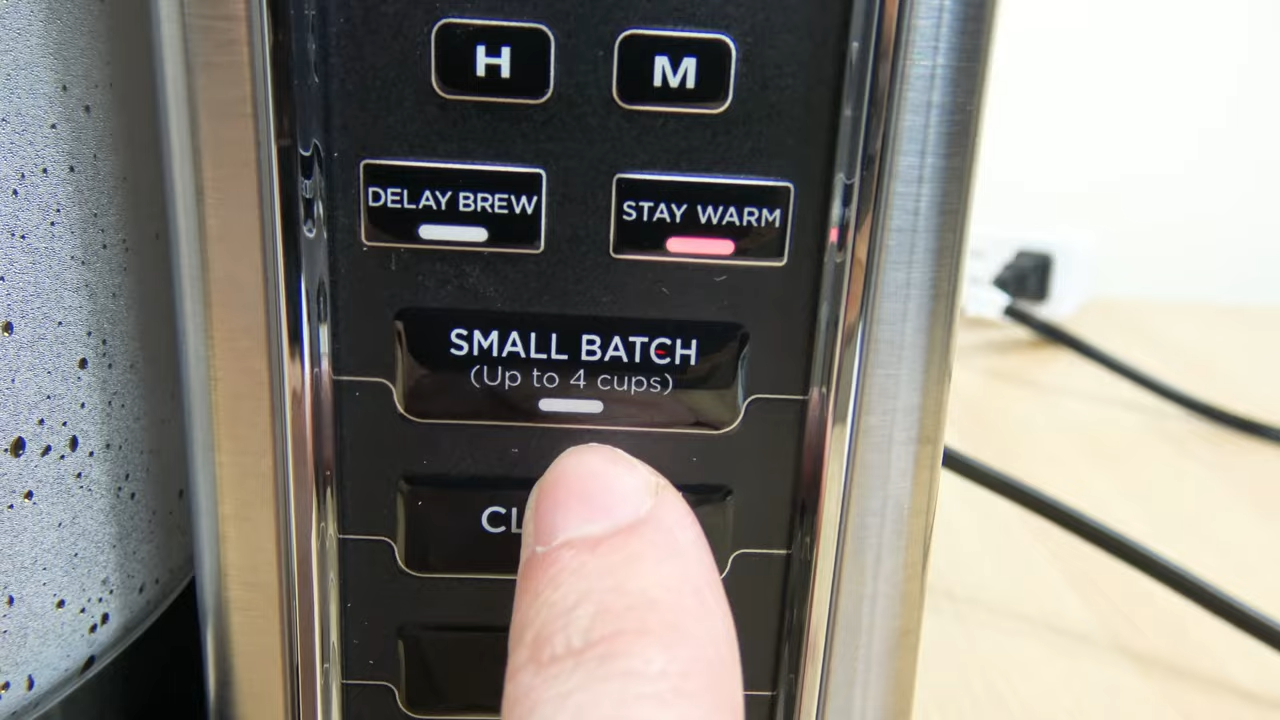 H
M
DELAY BREW
STAY WARM
SMALL BATCH
(Up to 4 cups)